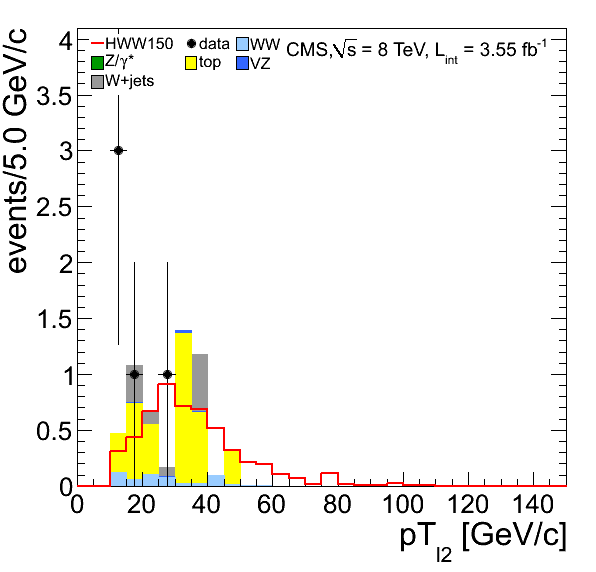 events/5.0 GeV/c
4
3.5
3
2.5
2
1.5
1
0.5
0
HWW150
data
WW
Z/γ*
top
VZ
W+jets
CMS,√s = 8 TeV, L_int = 3.55 fb⁻¹
0 20 40 60 80 100 120 140
pT_l2 [GeV/c]